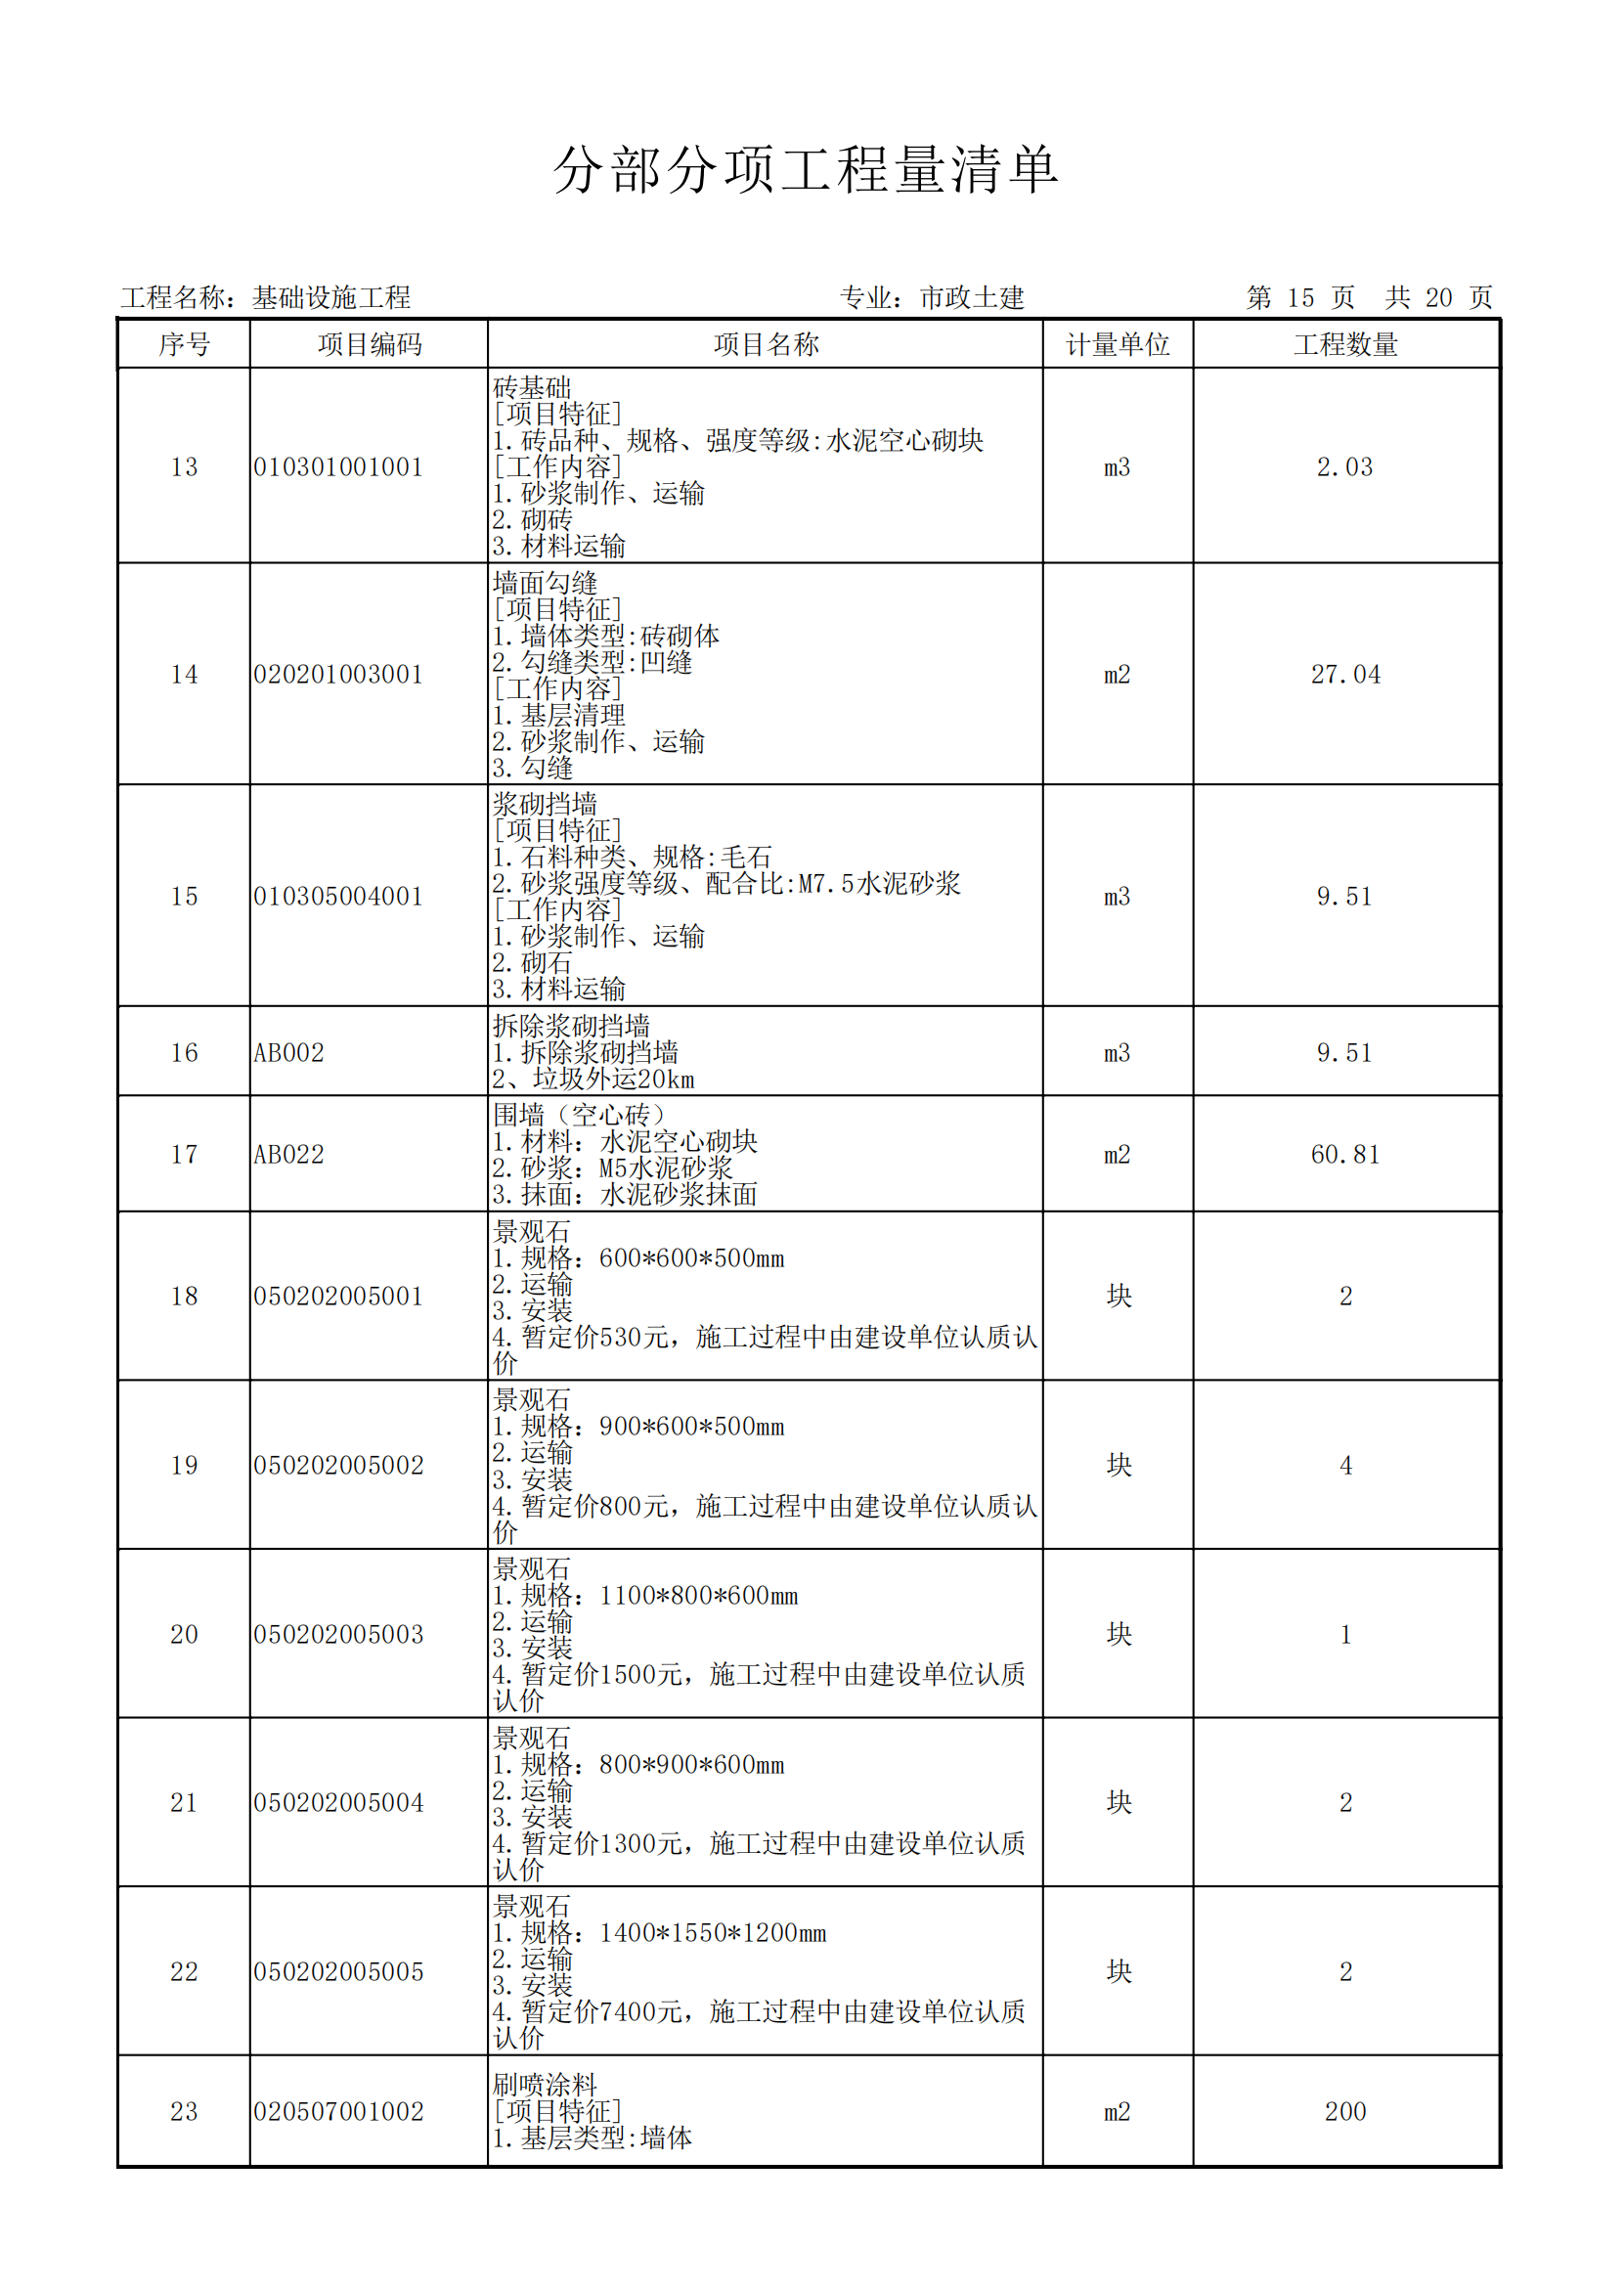 分部分项工程量清单
工程名称：基础设施工程 专业：市政土建 第 15 页 共 20 页
序号 项目编码 项目名称 计量单位 工程数量
13 010301001001 砖基础
[项目特征]
1.砖品种、规格、强度等级:水泥空心砌块
[工作内容]
1.砂浆制作、运输
2.砌砖
3.材料运输 m3 2.03
14 020201003001 墙面勾缝
[项目特征]
1.墙体类型:砖砌体
2.勾缝类型:凹缝
[工作内容]
1.基层清理
2.砂浆制作、运输
3.勾缝 m2 27.04
15 010305004001 浆砌挡墙
[项目特征]
1.石料种类、规格:毛石
2.砂浆强度等级、配合比:M7.5水泥砂浆
[工作内容]
1.砂浆制作、运输
2.砌石
3.材料运输 m3 9.51
16 AB002 拆除浆砌挡墙
1.拆除浆砌挡墙
2、垃圾外运20km m3 9.51
17 AB022 围墙（空心砖）
1.材料：水泥空心砌块
2.砂浆：M5水泥砂浆
3.抹面：水泥砂浆抹面 m2 60.81
18 050202005001 景观石
1.规格：600*600*500mm
2.运输
3.安装
4.暂定价530元，施工过程中由建设单位认质认
价 块 2
19 050202005002 景观石
1.规格：900*600*500mm
2.运输
3.安装
4.暂定价800元，施工过程中由建设单位认质认
价 块 4
20 050202005003 景观石
1.规格：1100*800*600mm
2.运输
3.安装
4.暂定价1500元，施工过程中由建设单位认质
认价 块 1
21 050202005004 景观石
1.规格：800*900*600mm
2.运输
3.安装
4.暂定价1300元，施工过程中由建设单位认质
认价 块 2
22 050202005005 景观石
1.规格：1400*1550*1200mm
2.运输
3.安装
4.暂定价7400元，施工过程中由建设单位认质
认价 块 2
23 020507001002 刷喷涂料
[项目特征]
1.基层类型:墙体 m2 200